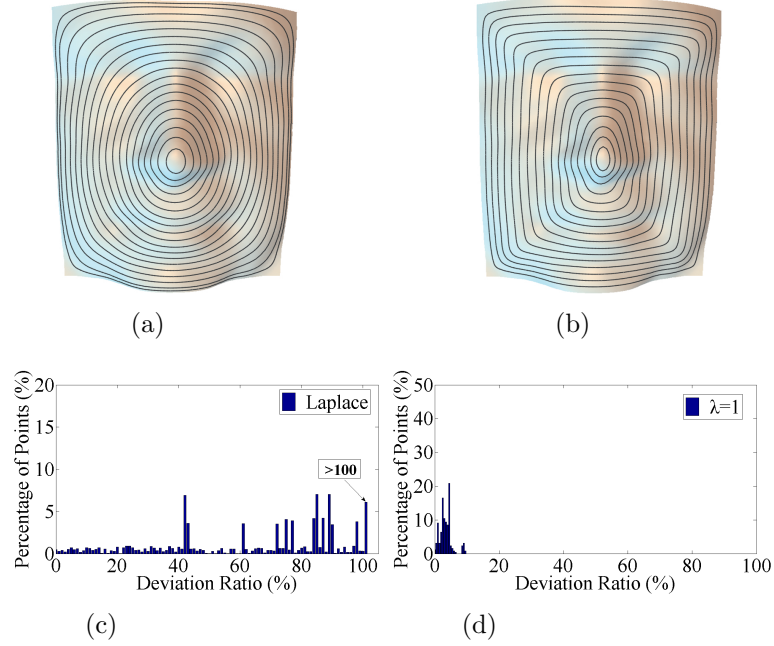 (a)
(b)
Percentage of Points (%)
20
15
10
5
0
Laplace
>100
0 20 40 60 80 100
Deviation Ratio (%)
(c)
Percentage of Points (%)
50
40
30
20
10
0
λ=1
0 20 40 60 80 100
Deviation Ratio (%)
(d)